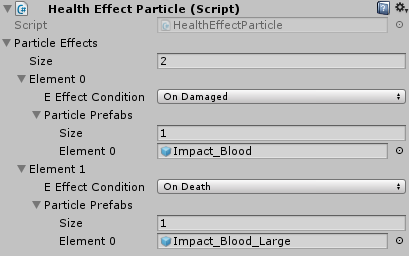 Health Effect Particle (Script)
Script HealthEffectParticle
Particle Effects
Size 2
Element 0
E Effect Condition On Damaged
Particle Prefabs
Size 1
Element 0 Impact_Blood
Element 1
E Effect Condition On Death
Particle Prefabs
Size 1
Element 0 Impact_Blood_Large